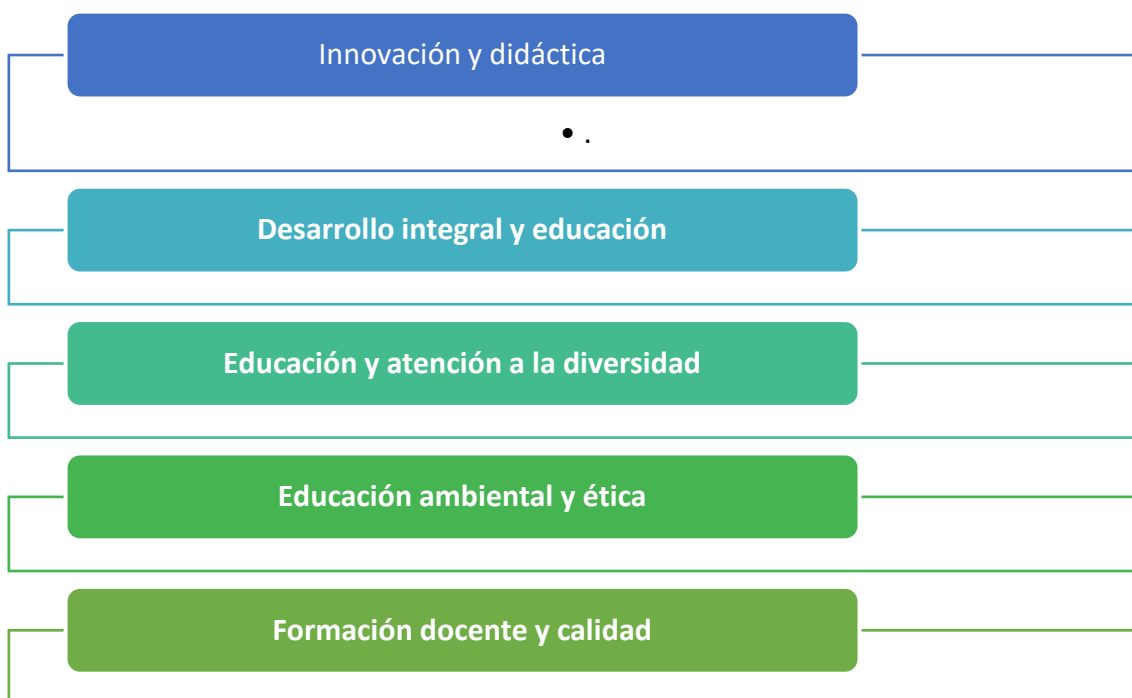 Innovación y didáctica
• .
Desarrollo integral y educación
Educación y atención a la diversidad
Educación ambiental y ética
Formación docente y calidad